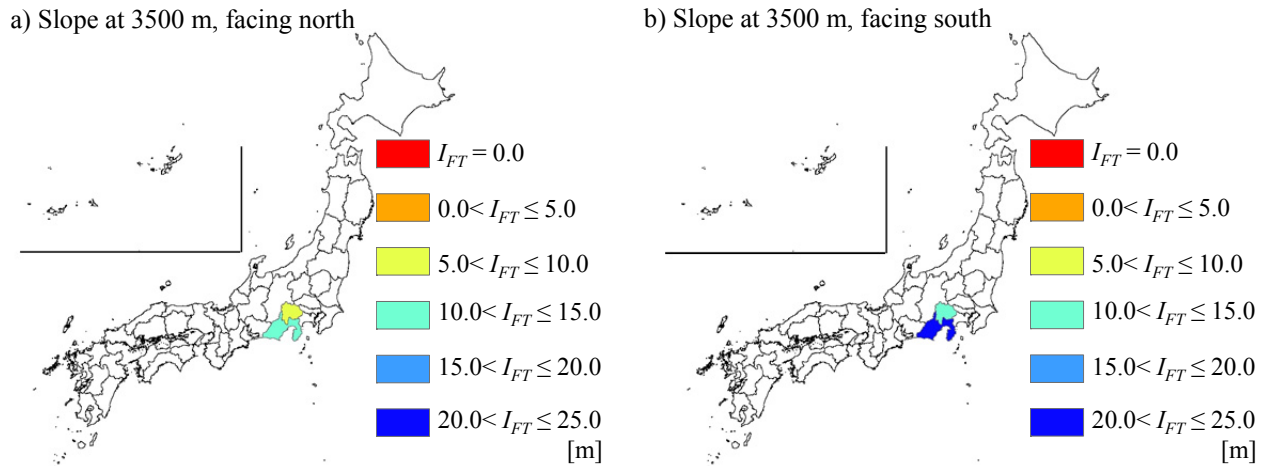 a) Slope at 3500 m, facing north
I_FT = 0.0
0.0< I_FT ≤ 5.0
5.0< I_FT ≤ 10.0
10.0< I_FT ≤ 15.0
15.0< I_FT ≤ 20.0
20.0< I_FT ≤ 25.0
[m]
b) Slope at 3500 m, facing south
I_FT = 0.0
0.0< I_FT ≤ 5.0
5.0< I_FT ≤ 10.0
10.0< I_FT ≤ 15.0
15.0< I_FT ≤ 20.0
20.0< I_FT ≤ 25.0
[m]